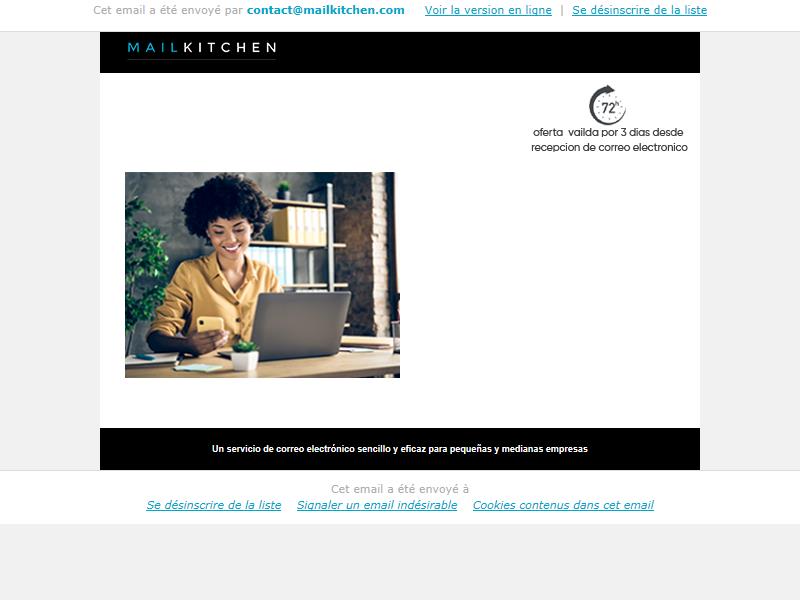 Cet email a été envoyé par contact@mailkitchen.com Voir la version en ligne | Se désinscrire de la liste
MAILKITCHEN
72h
oferta vailda por 3 dias desde
recepcion de correo electronico
Un servicio de correo electrónico sencillo y eficaz para pequeñas y medianas empresas
Cet email a été envoyé à
Se désinscrire de la liste Signaler un email indésirable Cookies contenus dans cet email